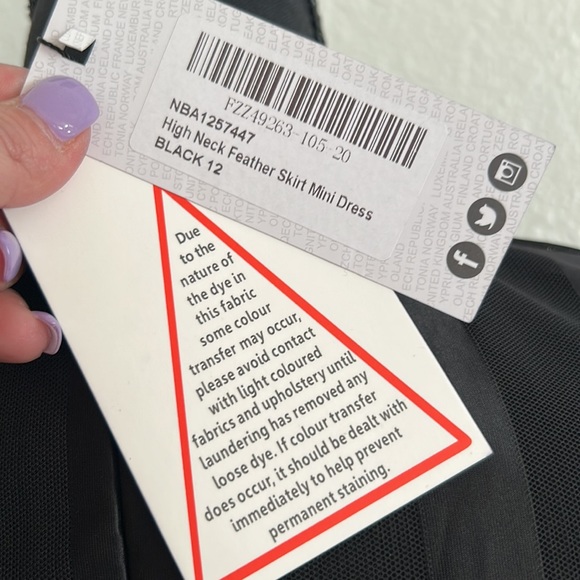 FZZ49263-105-20
NBA1257447
High Neck Feather Skirt Mini Dress
BLACK 12
Due
to the
nature of
the dye in
this fabric
some colour
transfer may occur,
please avoid contact
with light coloured
fabrics and upholstery until
laundering has removed any
loose dye. If colour transfer
does occur, it should be dealt with
immediately to help prevent
permanent staining.